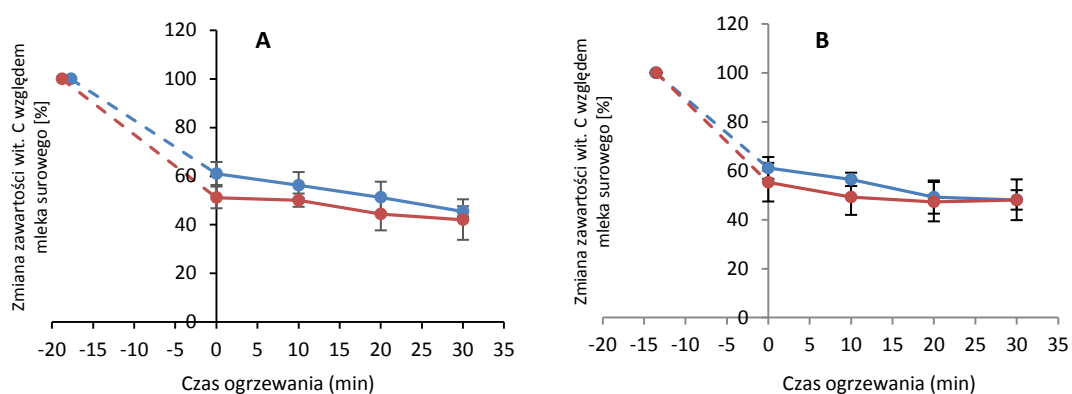 A
Zmiana zawartości wit. C względem
mleka surowego [%]
120
100
80
60
40
20
0
-20 -15 -10 -5 0 5 10 15 20 25 30 35
Czas ogrzewania (min)
B
Zmiana zawartości wit. C względem
mleka surowego [%]
120
100
80
60
40
20
0
-20 -15 -10 -5 0 5 10 15 20 25 30 35
Czas ogrzewania (min)